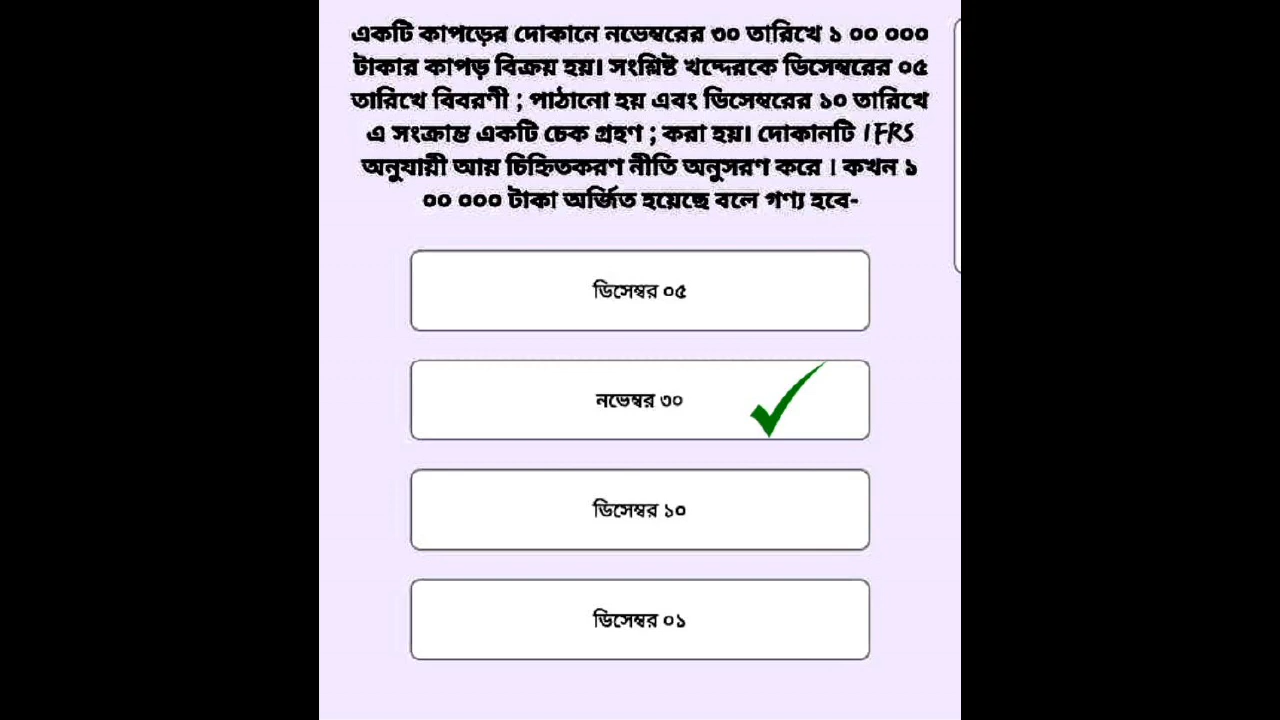 একটি কাপড়ের দোকানে নভেম্বরের ৩০ তারিখে ১ ০০ ০০০
টাকার কাপড় বিক্রয় হয়। সংশ্লিষ্ট খদ্দেরকে ডিসেম্বরের ০৫
তারিখে বিবরণী ; পাঠানো হয় এবং ডিসেম্বরের ১০ তারিখে
এ সংক্রান্ত একটি চেক গ্রহণ ; করা হয়। দোকানটি IFRS
অনুযায়ী আয় চিহ্নিতকরণ নীতি অনুসরণ করে । কখন ১
০০ ০০০ টাকা অর্জিত হয়েছে বলে গণ্য হবে-
ডিসেম্বর ০৫
নভেম্বর ৩০
ডিসেম্বর ১০
ডিসেম্বর ০১